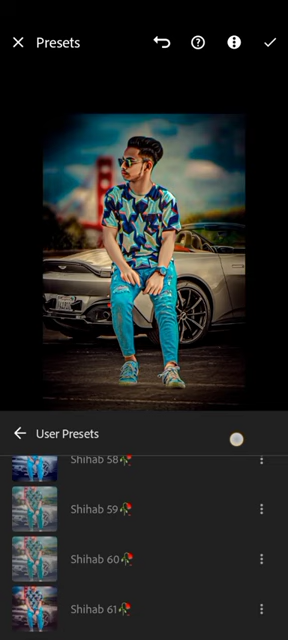 Presets
User Presets
Shihab 58🥀
Shihab 59🥀
Shihab 60🥀
Shihab 61🥀